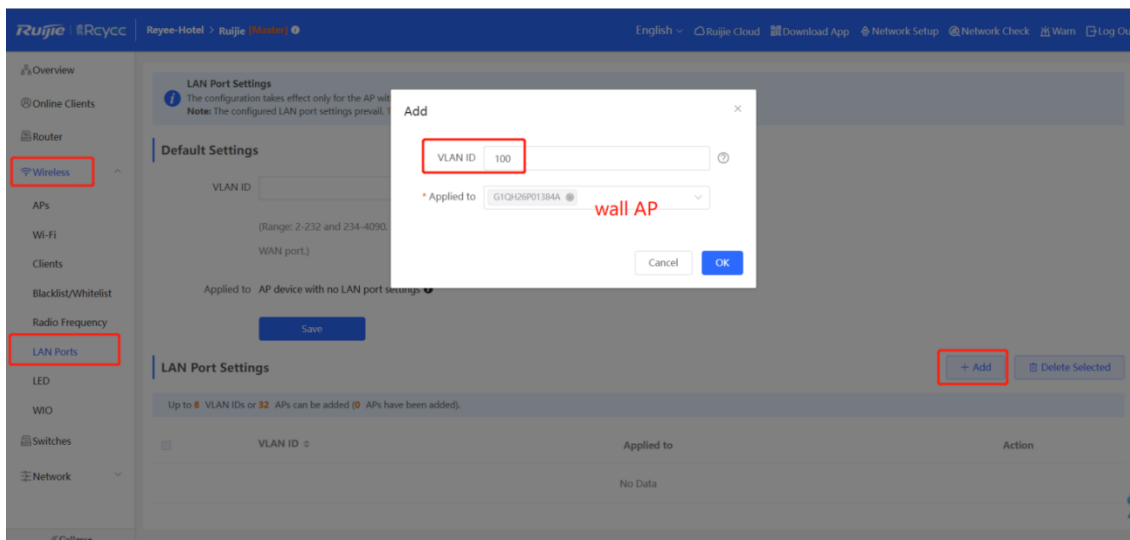 Ruijie | Rcycc Reyee-Hotel > Ruijie [Master] English Ruijie Cloud Download App Network Setup Network Check Warn Log Ou
Overview
Online Clients
Router
Wireless
APs
Wi-Fi
Clients
Blacklist/Whitelist
Radio Frequency
LAN Ports
LED
WIO
Switches
Network
LAN Port Settings
The configuration takes effect only for the AP wit
Note: The configured LAN port settings prevail.
Default Settings
VLAN ID
(Range: 2-232 and 234-4090.
WAN port.)
Applied to AP device with no LAN port settings
Save
Add
VLAN ID 100
* Applied to G1QH26P01384A
wall AP
Cancel OK
LAN Port Settings
+ Add Delete Selected
Up to 8 VLAN IDs or 32 APs can be added (0 APs have been added).
VLAN ID Applied to Action
No Data